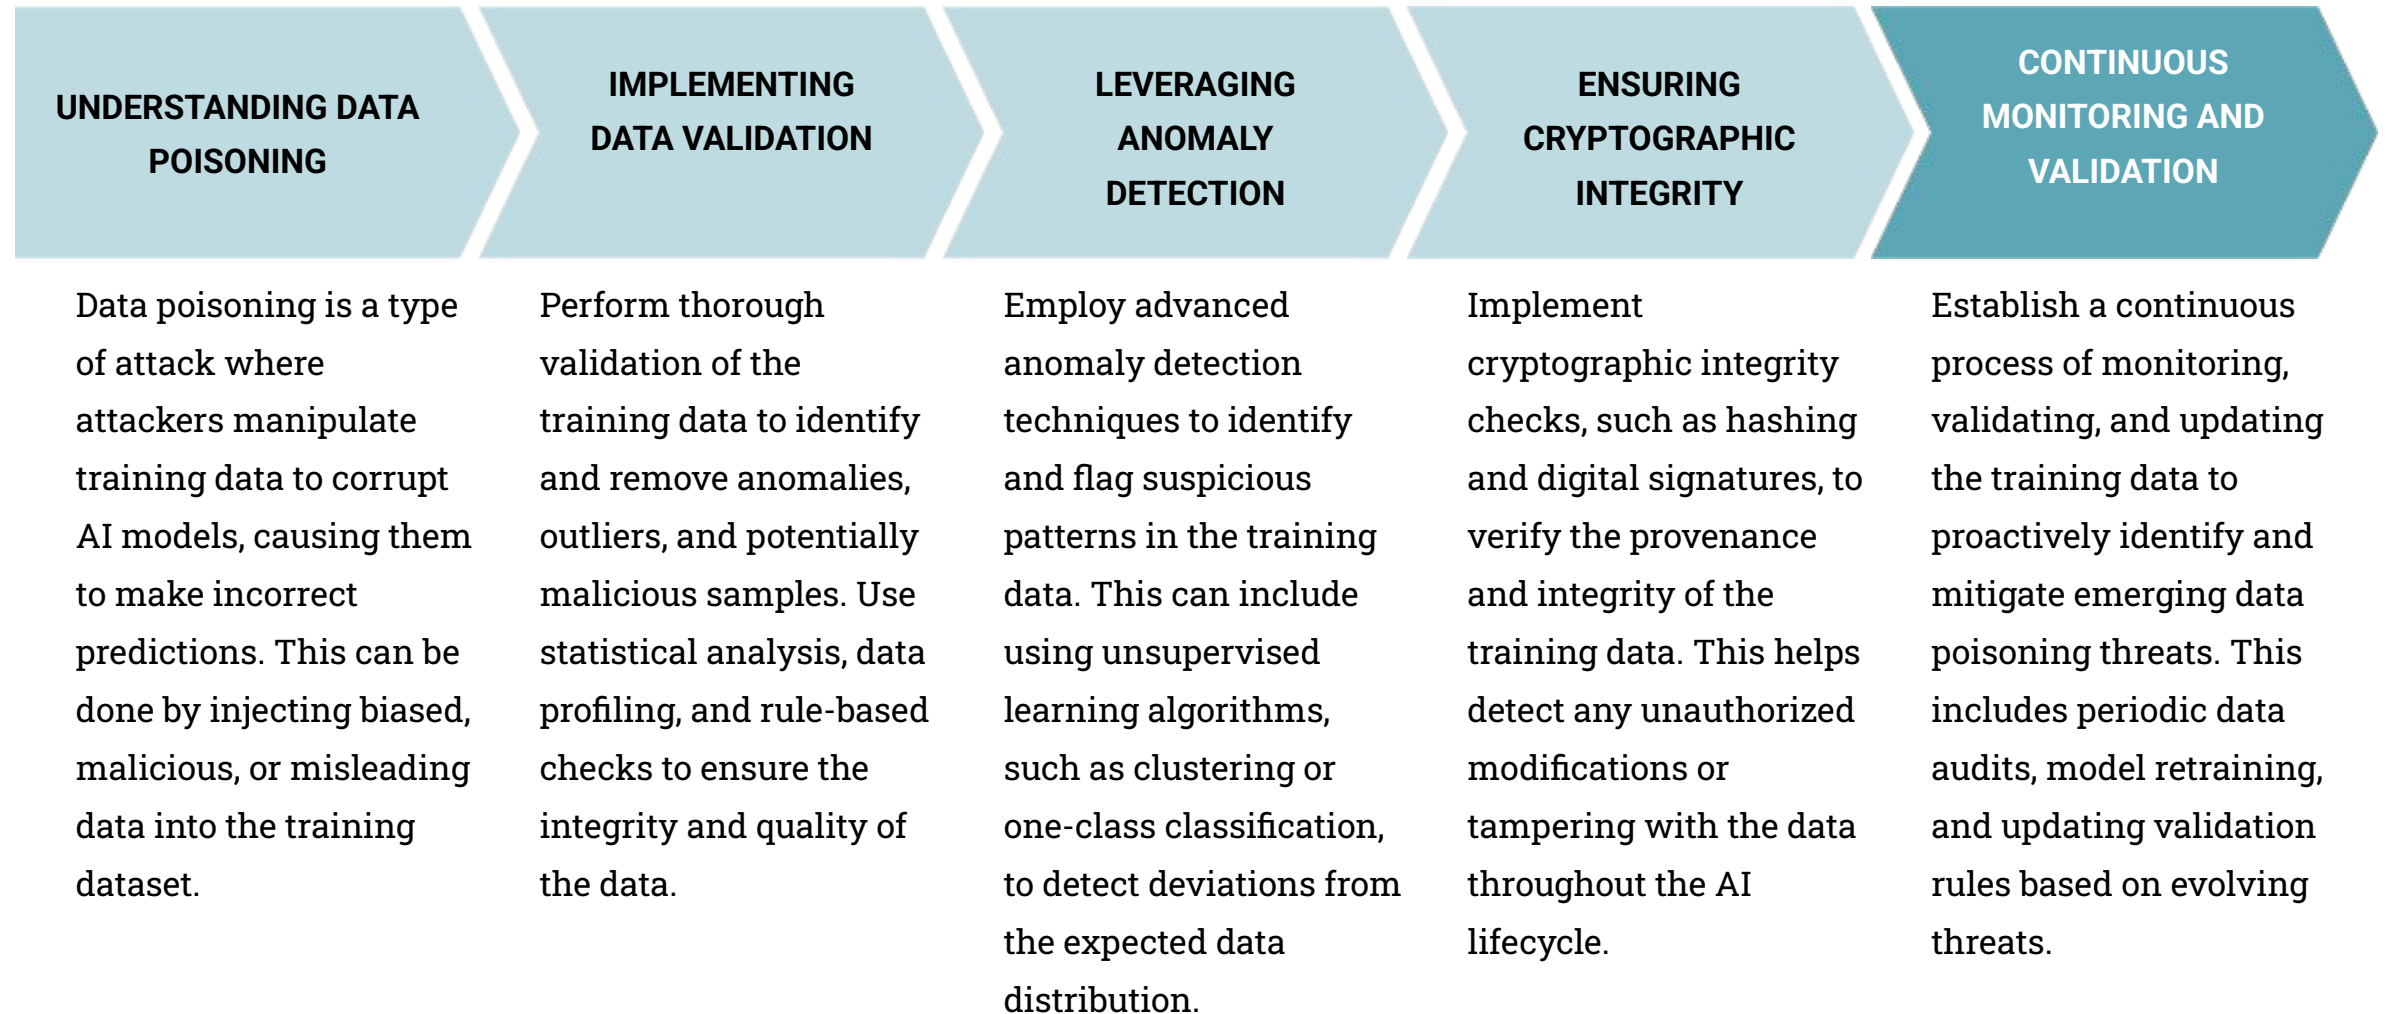 UNDERSTANDING DATA
POISONING
Data poisoning is a type
of attack where
attackers manipulate
training data to corrupt
AI models, causing them
to make incorrect
predictions. This can be
done by injecting biased,
malicious, or misleading
data into the training
dataset.
IMPLEMENTING
DATA VALIDATION
Perform thorough
validation of the
training data to identify
and remove anomalies,
outliers, and potentially
malicious samples. Use
statistical analysis, data
profiling, and rule-based
checks to ensure the
integrity and quality of
the data.
LEVERAGING
ANOMALY
DETECTION
Employ advanced
anomaly detection
techniques to identify
and flag suspicious
patterns in the training
data. This can include
using unsupervised
learning algorithms,
such as clustering or
one-class classification,
to detect deviations from
the expected data
distribution.
ENSURING
CRYPTOGRAPHIC
INTEGRITY
Implement
cryptographic integrity
checks, such as hashing
and digital signatures, to
verify the provenance
and integrity of the
training data. This helps
detect any unauthorized
modifications or
tampering with the data
throughout the AI
lifecycle.
CONTINUOUS
MONITORING AND
VALIDATION
Establish a continuous
process of monitoring,
validating, and updating
the training data to
proactively identify and
mitigate emerging data
poisoning threats. This
includes periodic data
audits, model retraining,
and updating validation
rules based on evolving
threats.